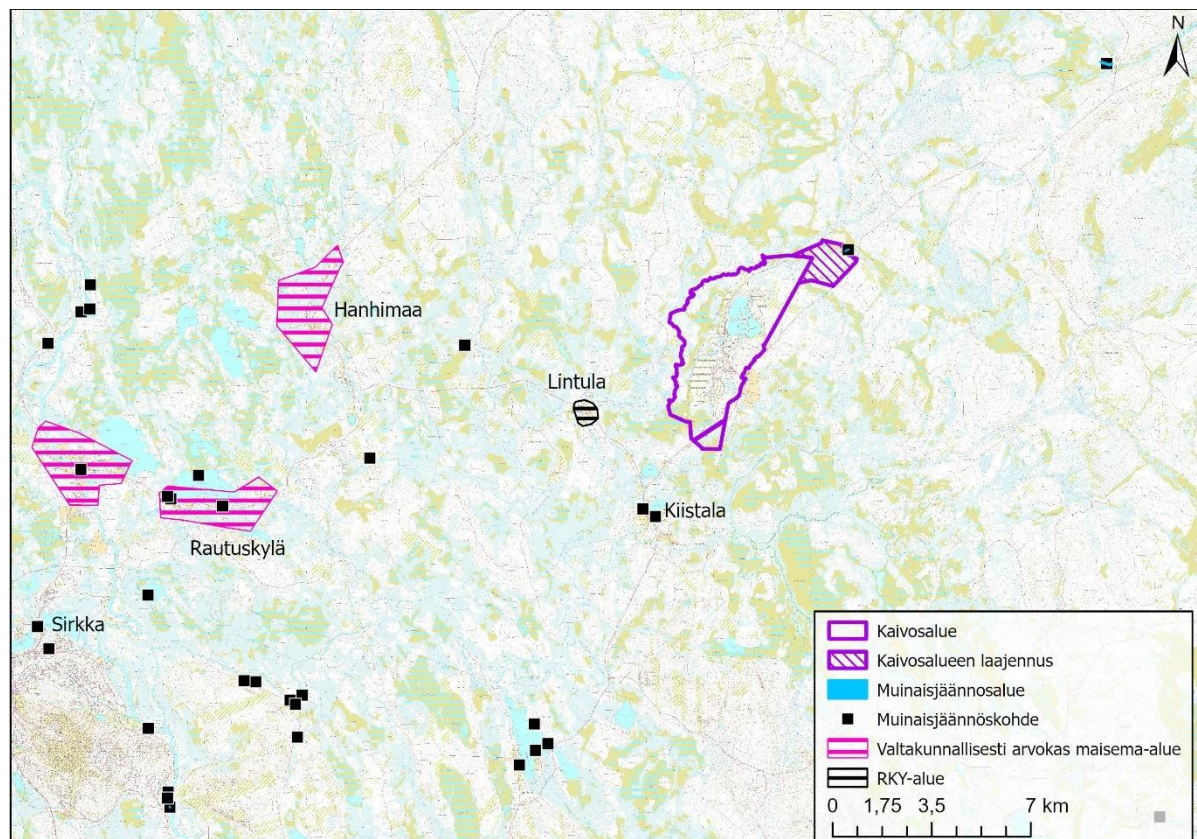 N
Hanhimaa
Lintula
Kiistala
Rautuskylä
Sirkka
Kaivosalue
Kaivosalueen laajennus
Muinaisjäännosalue
Muinaisjäännöskohde
Valtakunnallisesti arvokas maisema-alue
RKY-alue
0 1,75 3,5 7 km